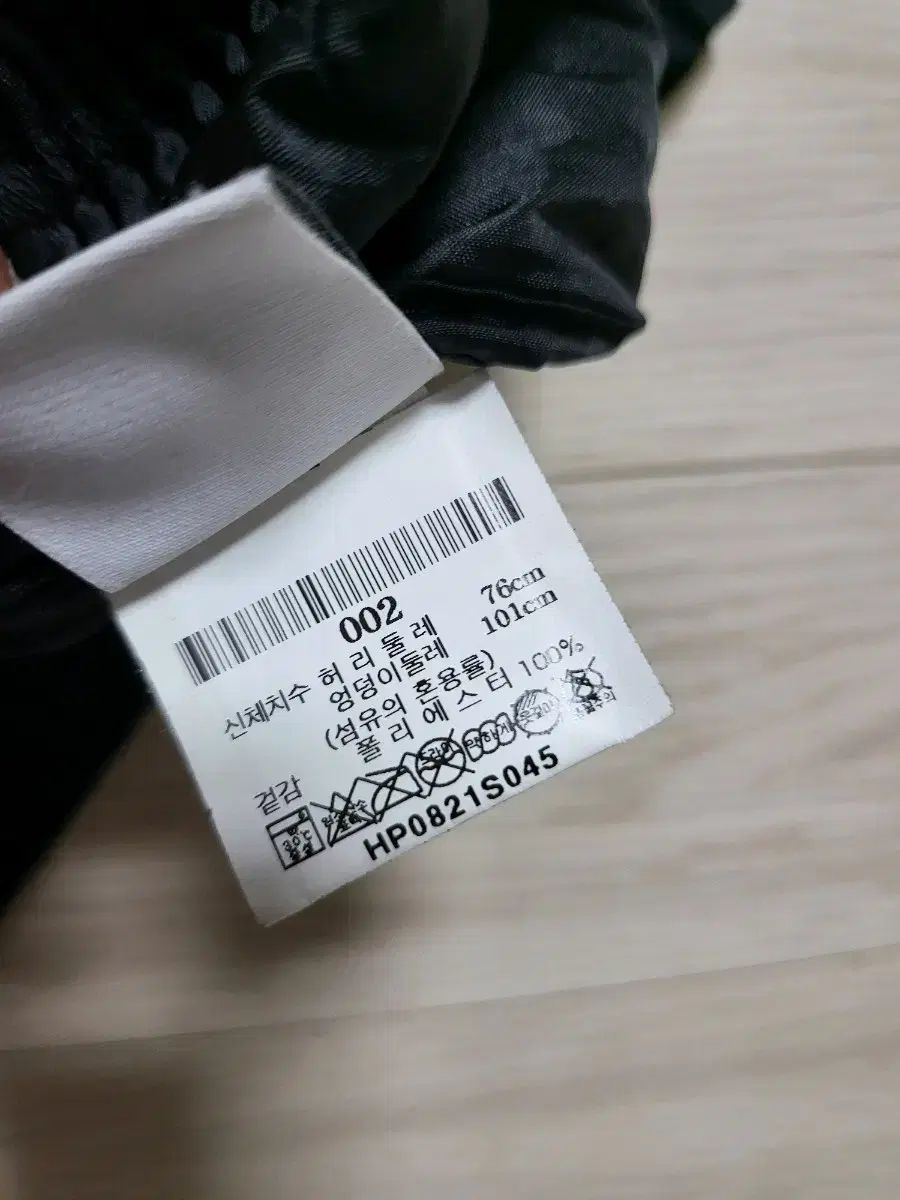 002
신체치수 허리둘레 76cm
엉덩이둘레 101cm
(섬유의 혼용률)
겉감 폴리에스터 100%
30℃
HP0821S045